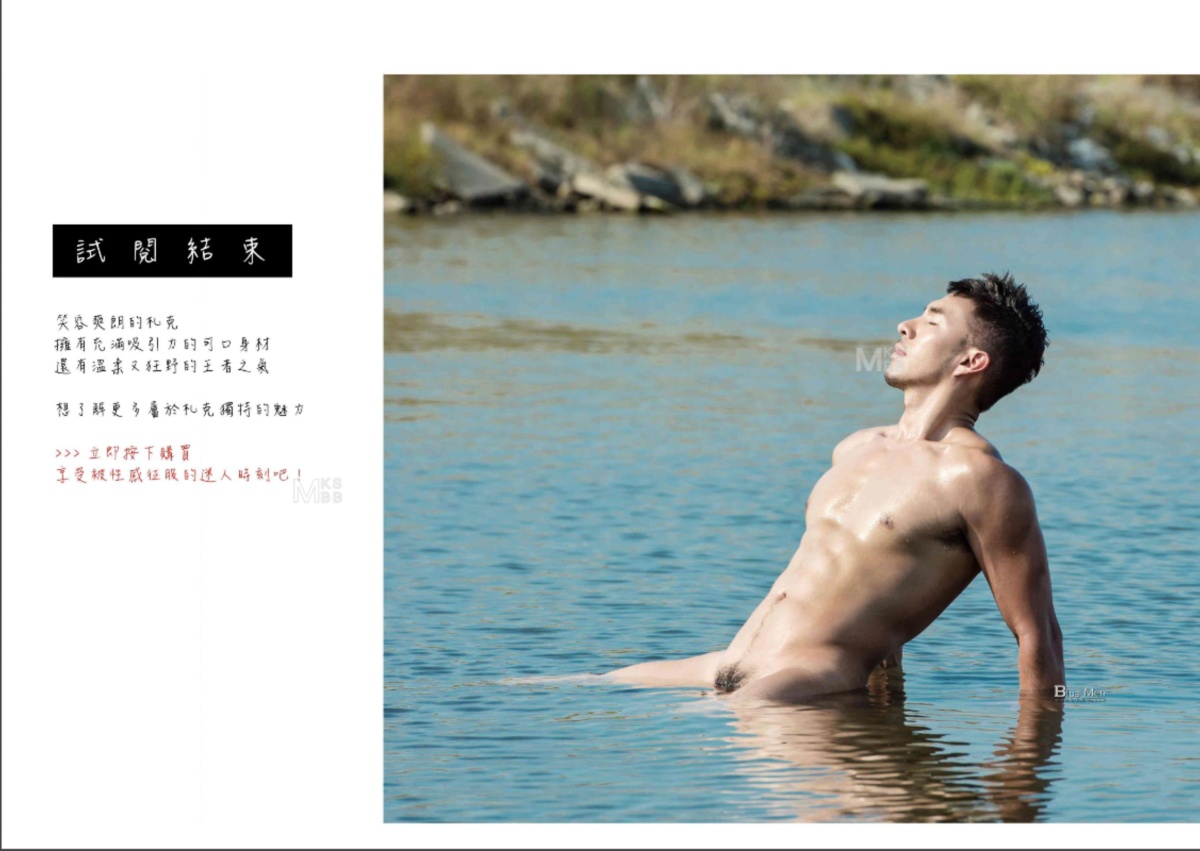 試閱結束
笑容爽朗的札克
擁有充滿吸引力的可口身材
還有溫柔又狂野的王者之氣
想了解更多屬於札克獨特的魅力
>>> 立即按下購買
享受被性感征服的迷人時刻吧！
MKSBB
M
Blue Men